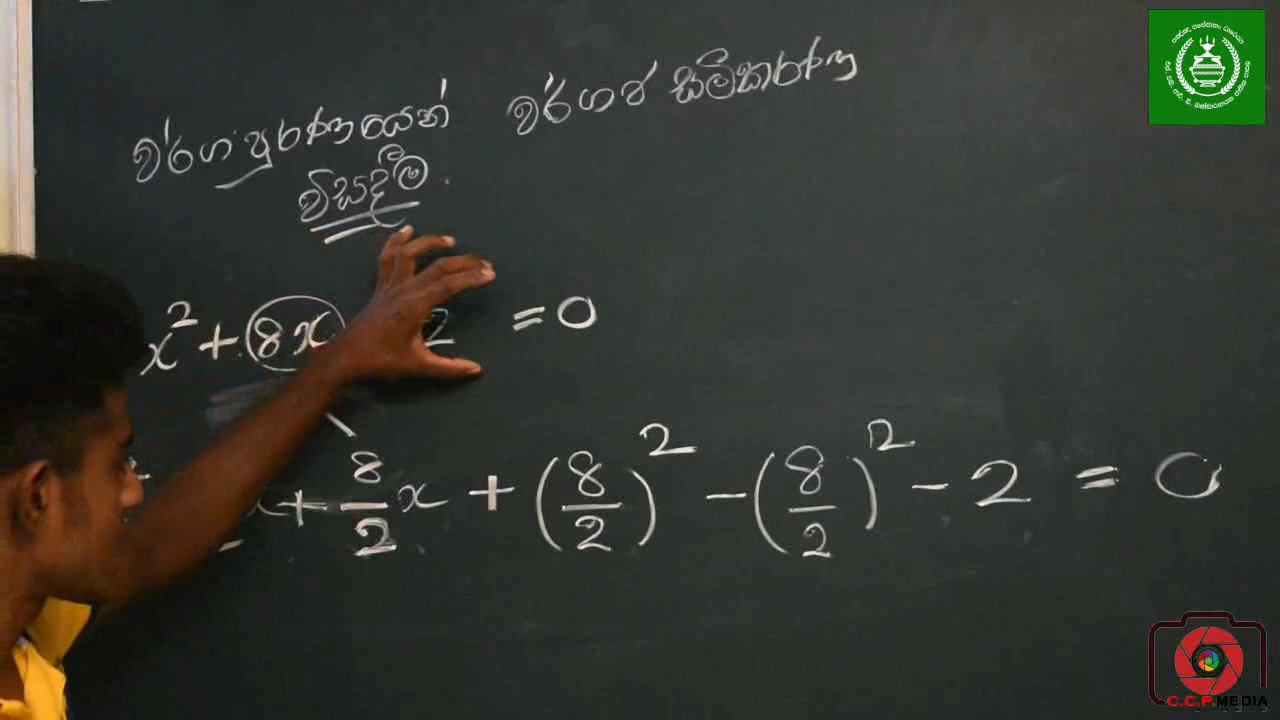 වර්ග පූරණයෙන් වර්ගජ සමීකරණ
විසදීම.
x² + 8x 2 = 0
x + 8/2 x + (8/2)² - (8/2)² - 2 = 0
C.C.P MEDIA